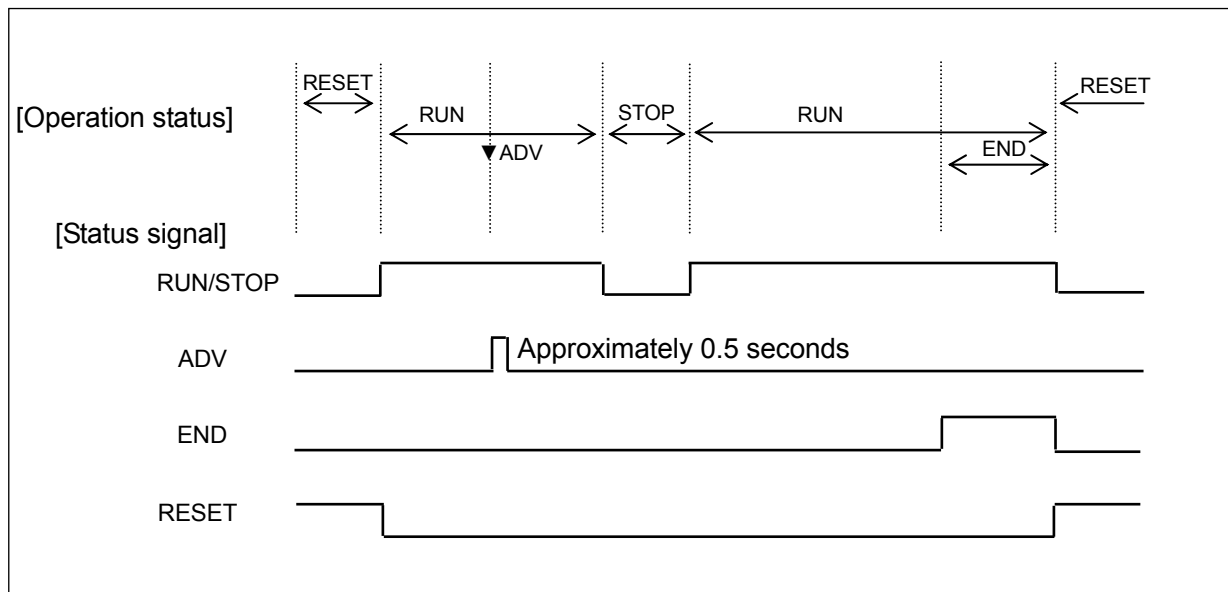 RESET
RESET
[Operation status]
RUN
STOP
RUN
▼ADV
END
[Status signal]
RUN/STOP
ADV
Approximately 0.5 seconds
END
RESET